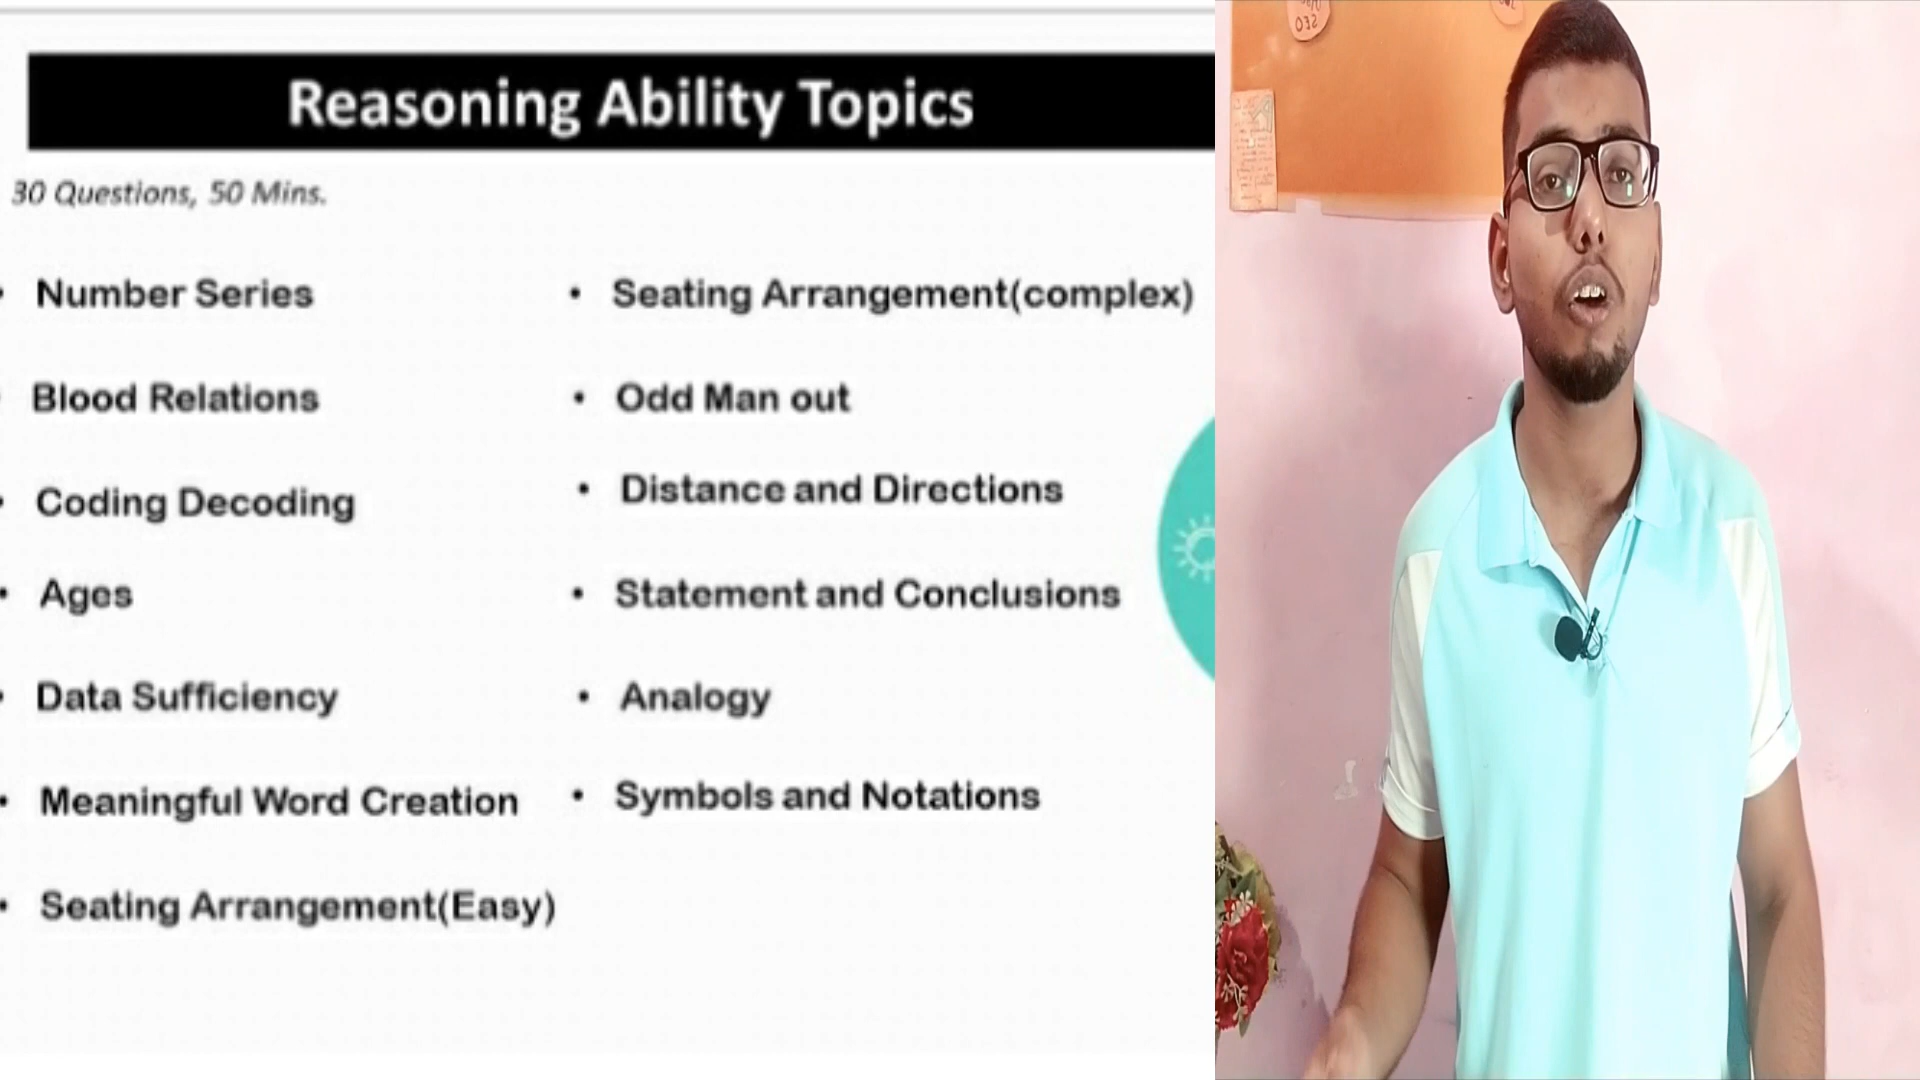 Reasoning Ability Topics
30 Questions, 50 Mins.
• Number Series
Blood Relations
• Coding Decoding
• Ages
• Data Sufficiency
• Meaningful Word Creation
• Seating Arrangement(Easy)
• Seating Arrangement(complex)
• Odd Man out
• Distance and Directions
• Statement and Conclusions
• Analogy
• Symbols and Notations